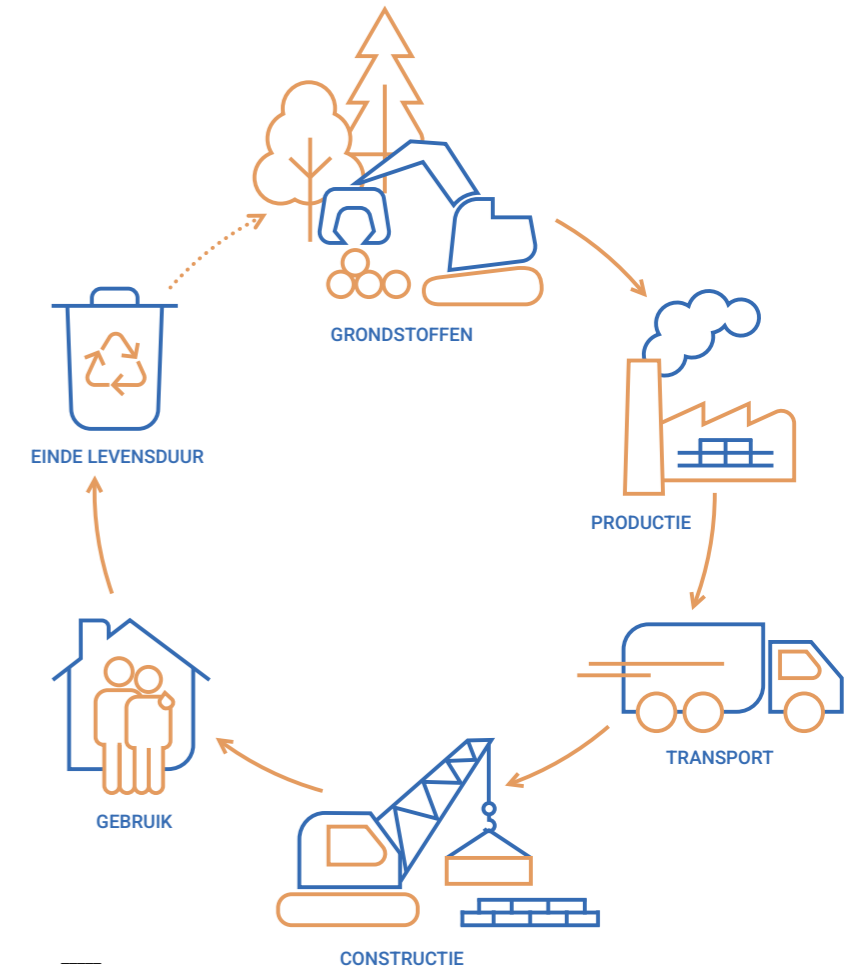 GRONDSTOFFEN
PRODUCTIE
TRANSPORT
CONSTRUCTIE
GEBRUIK
EINDE LEVENSDUUR